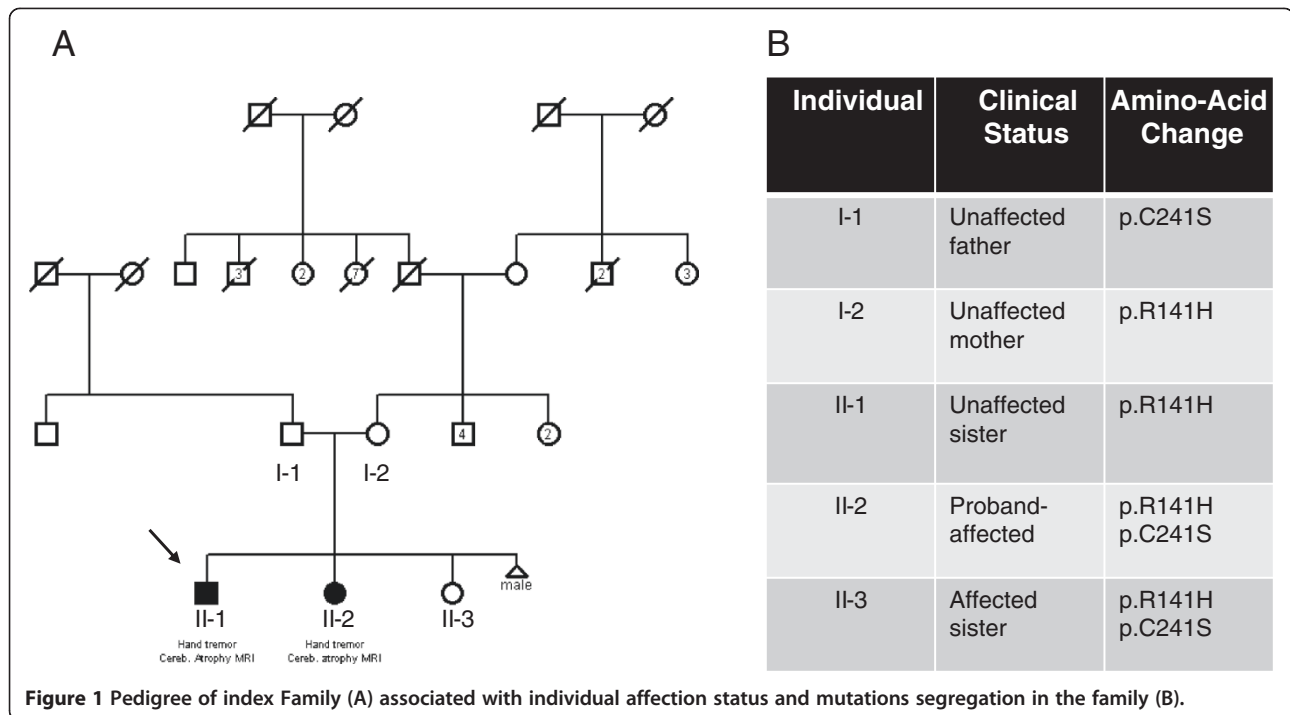 A
3
2
7
2
3
4
2
I-1 I-2
male
II-1 II-2 II-3
Hand tremor Hand tremor
Cereb. Atrophy MRI Cereb. atrophy MRI
B
Individual Clinical Status Amino-Acid Change
I-1 Unaffected father p.C241S
I-2 Unaffected mother p.R141H
II-1 Unaffected sister p.R141H
II-2 Proband-affected p.R141H p.C241S
II-3 Affected sister p.R141H p.C241S
Figure 1 Pedigree of index Family (A) associated with individual affection status and mutations segregation in the family (B).